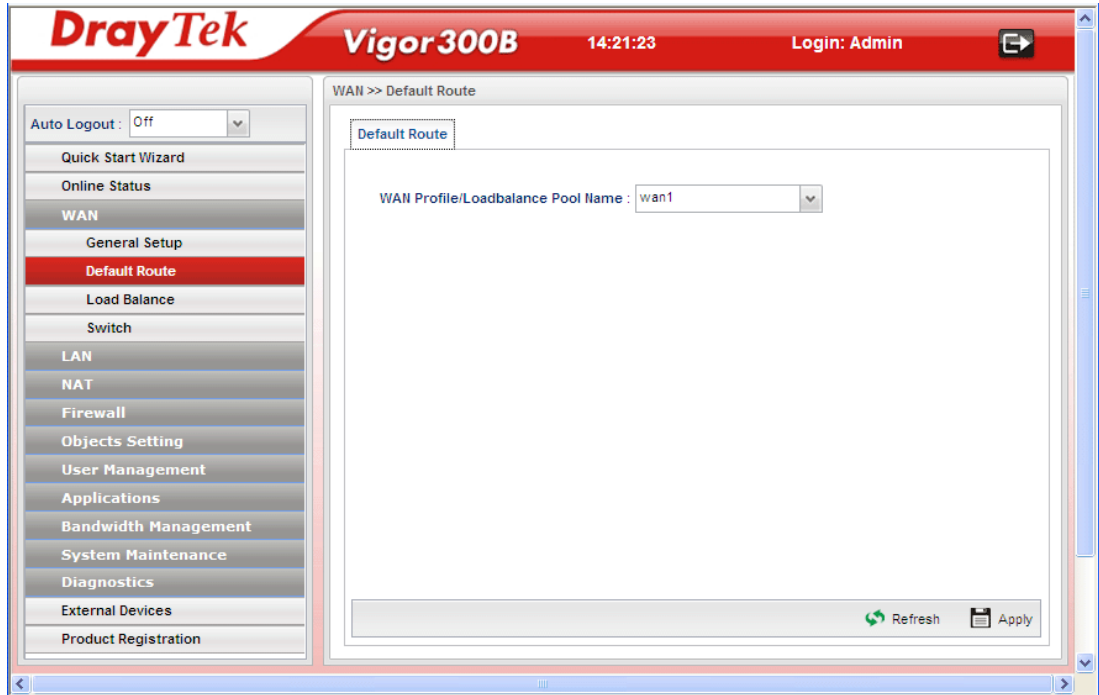 DrayTek
Vigor300B 14:21:23 Login: Admin
Auto Logout : Off
Quick Start Wizard
Online Status
WAN
General Setup
Default Route
Load Balance
Switch
LAN
NAT
Firewall
Objects Setting
User Management
Applications
Bandwidth Management
System Maintenance
Diagnostics
External Devices
Product Registration
WAN >> Default Route
Default Route
WAN Profile/Loadbalance Pool Name : wan1
Refresh Apply